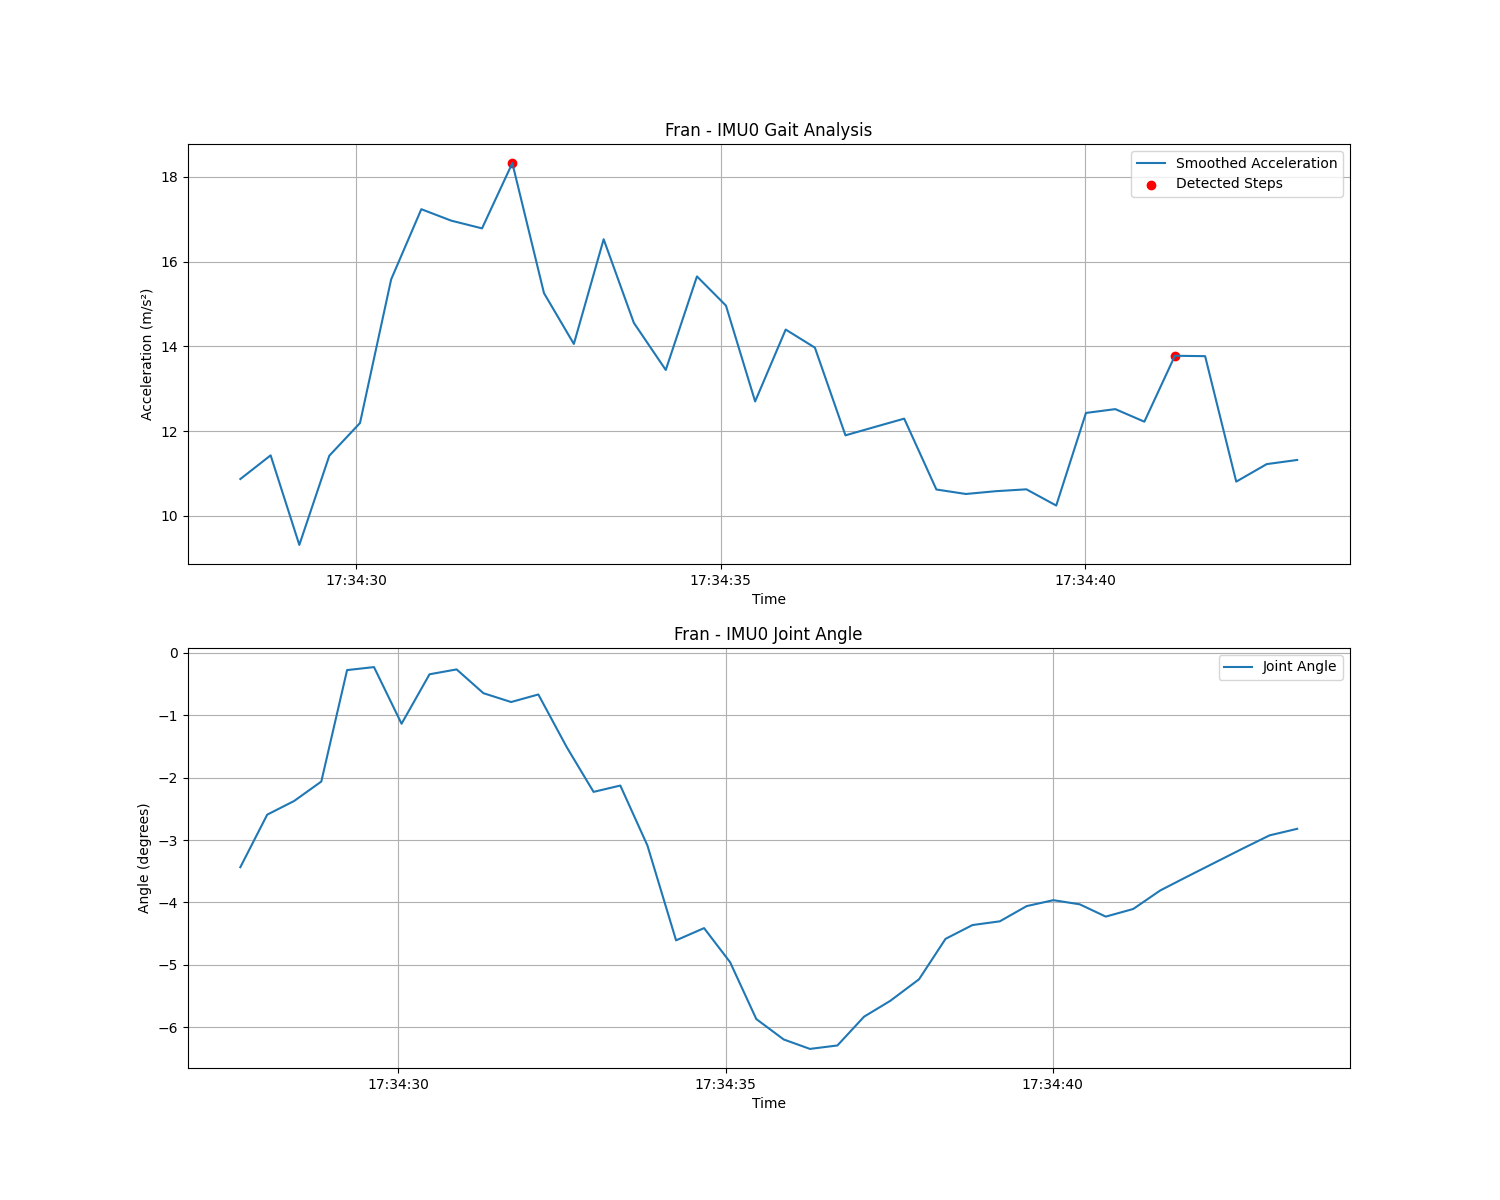 Fran - IMU0 Gait Analysis
Smoothed Acceleration
Detected Steps
Acceleration (m/s²)
18
16
14
12
10
17:34:30 17:34:35 17:34:40
Time
Fran - IMU0 Joint Angle
Joint Angle
Angle (degrees)
0
−1
−2
−3
−4
−5
−6
17:34:30 17:34:35 17:34:40
Time